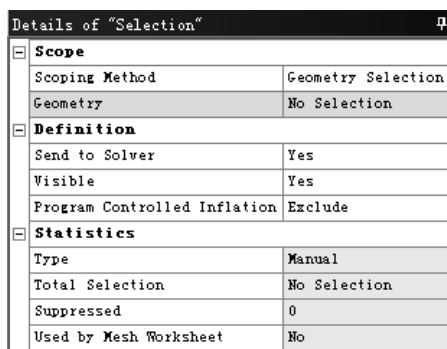 Details of "Selection"
Scope
Scoping Method Geometry Selection
Geometry No Selection
Definition
Send to Solver Yes
Visible Yes
Program Controlled Inflation Exclude
Statistics
Type Manual
Total Selection No Selection
Suppressed 0
Used by Mesh Worksheet No